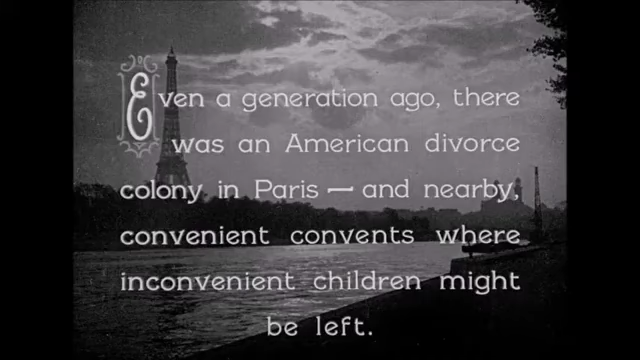 Even a generation ago, there
was an American divorce
colony in Paris — and nearby,
convenient convents where
inconvenient children might
be left.